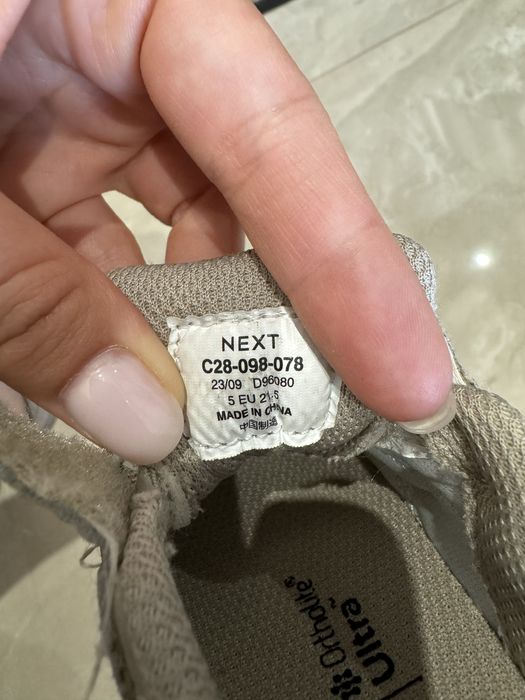 NEXT
C28-098-078
23/09 D96080
5 EU 21.5
MADE IN CHINA
中国制造
Ortholite®
Ultra